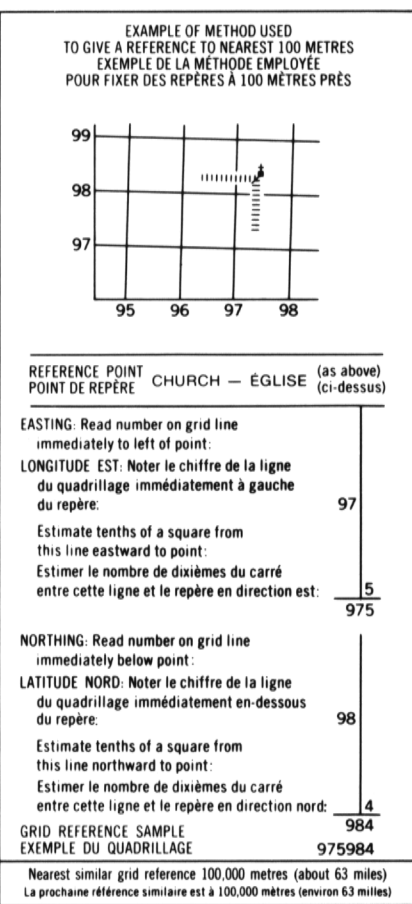 EXAMPLE OF METHOD USED
TO GIVE A REFERENCE TO NEAREST 100 METRES
EXEMPLE DE LA MÉTHODE EMPLOYÉE
POUR FIXER DES REPÈRES À 100 MÈTRES PRÈS
99
98
97
95 96 97 98
REFERENCE POINT CHURCH — ÉGLISE (as above)
POINT DE REPÈRE (ci-dessus)
EASTING: Read number on grid line
immediately to left of point:
LONGITUDE EST: Noter le chiffre de la ligne
du quadrillage immédiatement à gauche
du repère: 97
Estimate tenths of a square from
this line eastward to point:
Estimer le nombre de dixièmes du carré
entre cette ligne et le repère en direction est: 5
975
NORTHING: Read number on grid line
immediately below point:
LATITUDE NORD: Noter le chiffre de la ligne
du quadrillage immédiatement en-dessous
du repère: 98
Estimate tenths of a square from
this line northward to point:
Estimer le nombre de dixièmes du carré
entre cette ligne et le repère en direction nord: 4
984
GRID REFERENCE SAMPLE
EXEMPLE DU QUADRILLAGE 975984
Nearest similar grid reference 100,000 metres (about 63 miles)
La prochaine référence similaire est à 100,000 mètres (environ 63 milles)